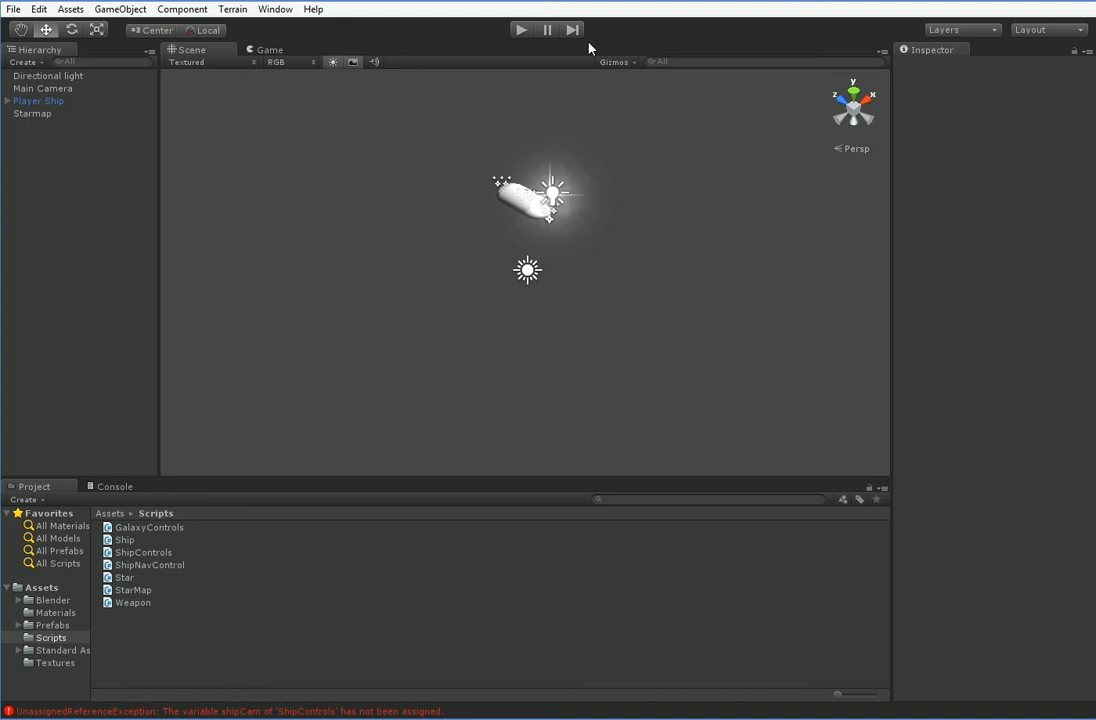 File Edit Assets GameObject Component Terrain Window Help
Center Local Layers Layout
Hierarchy Scene Game Inspector
Create All Textured RGB Gizmos All
Directional light
Main Camera
Player Ship
Starmap
y
z x
Persp
Project Console
Create
Favorites
All Materials
All Models
All Prefabs
All Scripts
Assets
Blender
Materials
Prefabs
Scripts
Standard As
Textures
Assets Scripts
GalaxyControls
Ship
ShipControls
ShipNavControl
Star
StarMap
Weapon
UnassignedReferenceException: The variable shipCam of 'ShipControls' has not been assigned.